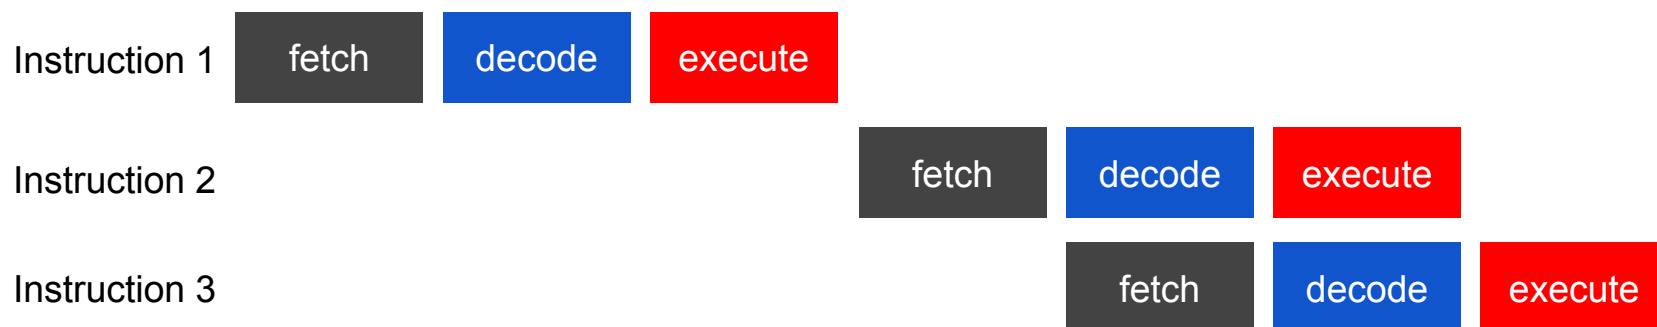 Instruction 1 fetch decode execute
Instruction 2 fetch decode execute
Instruction 3 fetch decode execute